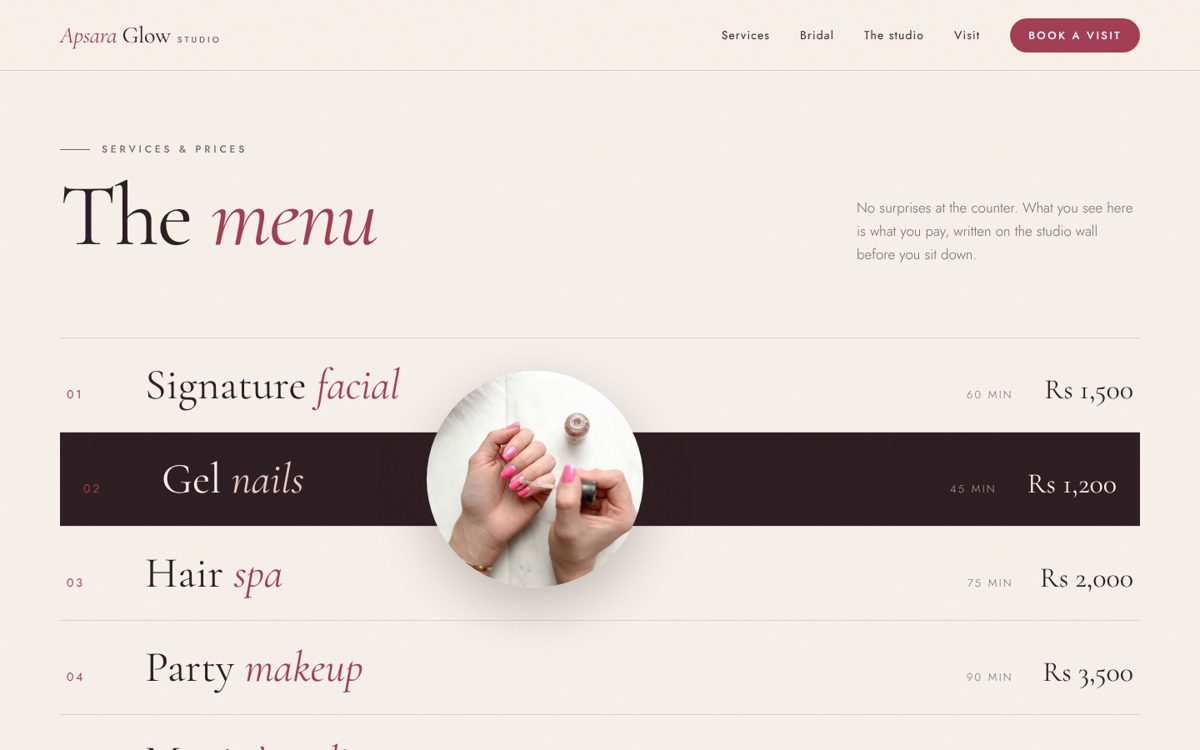 Apsara Glow STUDIO
Services
Bridal
The studio
Visit
BOOK A VISIT
SERVICES & PRICES
The menu
No surprises at the counter. What you see here
is what you pay, written on the studio wall
before you sit down.
01 Signature facial 60 MIN Rs 1,500
02 Gel nails 45 MIN Rs 1,200
03 Hair spa 75 MIN Rs 2,000
04 Party makeup 90 MIN Rs 3,500